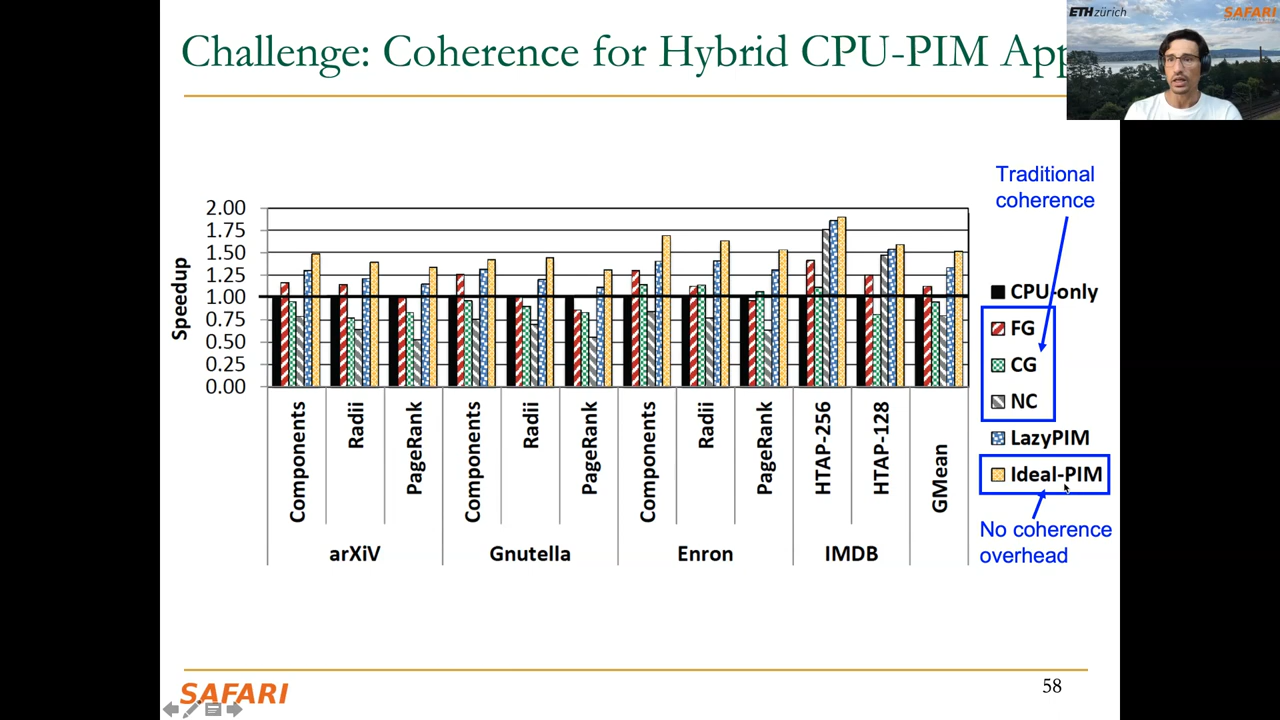 Challenge: Coherence for Hybrid CPU-PIM App
ETH zürich
SAFARI
Traditional
coherence
2.00
1.75
1.50
1.25
1.00
0.75
0.50
0.25
0.00
Speedup
CPU-only
FG
CG
NC
LazyPIM
Ideal-PIM
No coherence
overhead
Components
Radii
PageRank
Components
Radii
PageRank
Components
Radii
PageRank
HTAP-256
HTAP-128
GMean
arXiV
Gnutella
Enron
IMDB
SAFARI
58